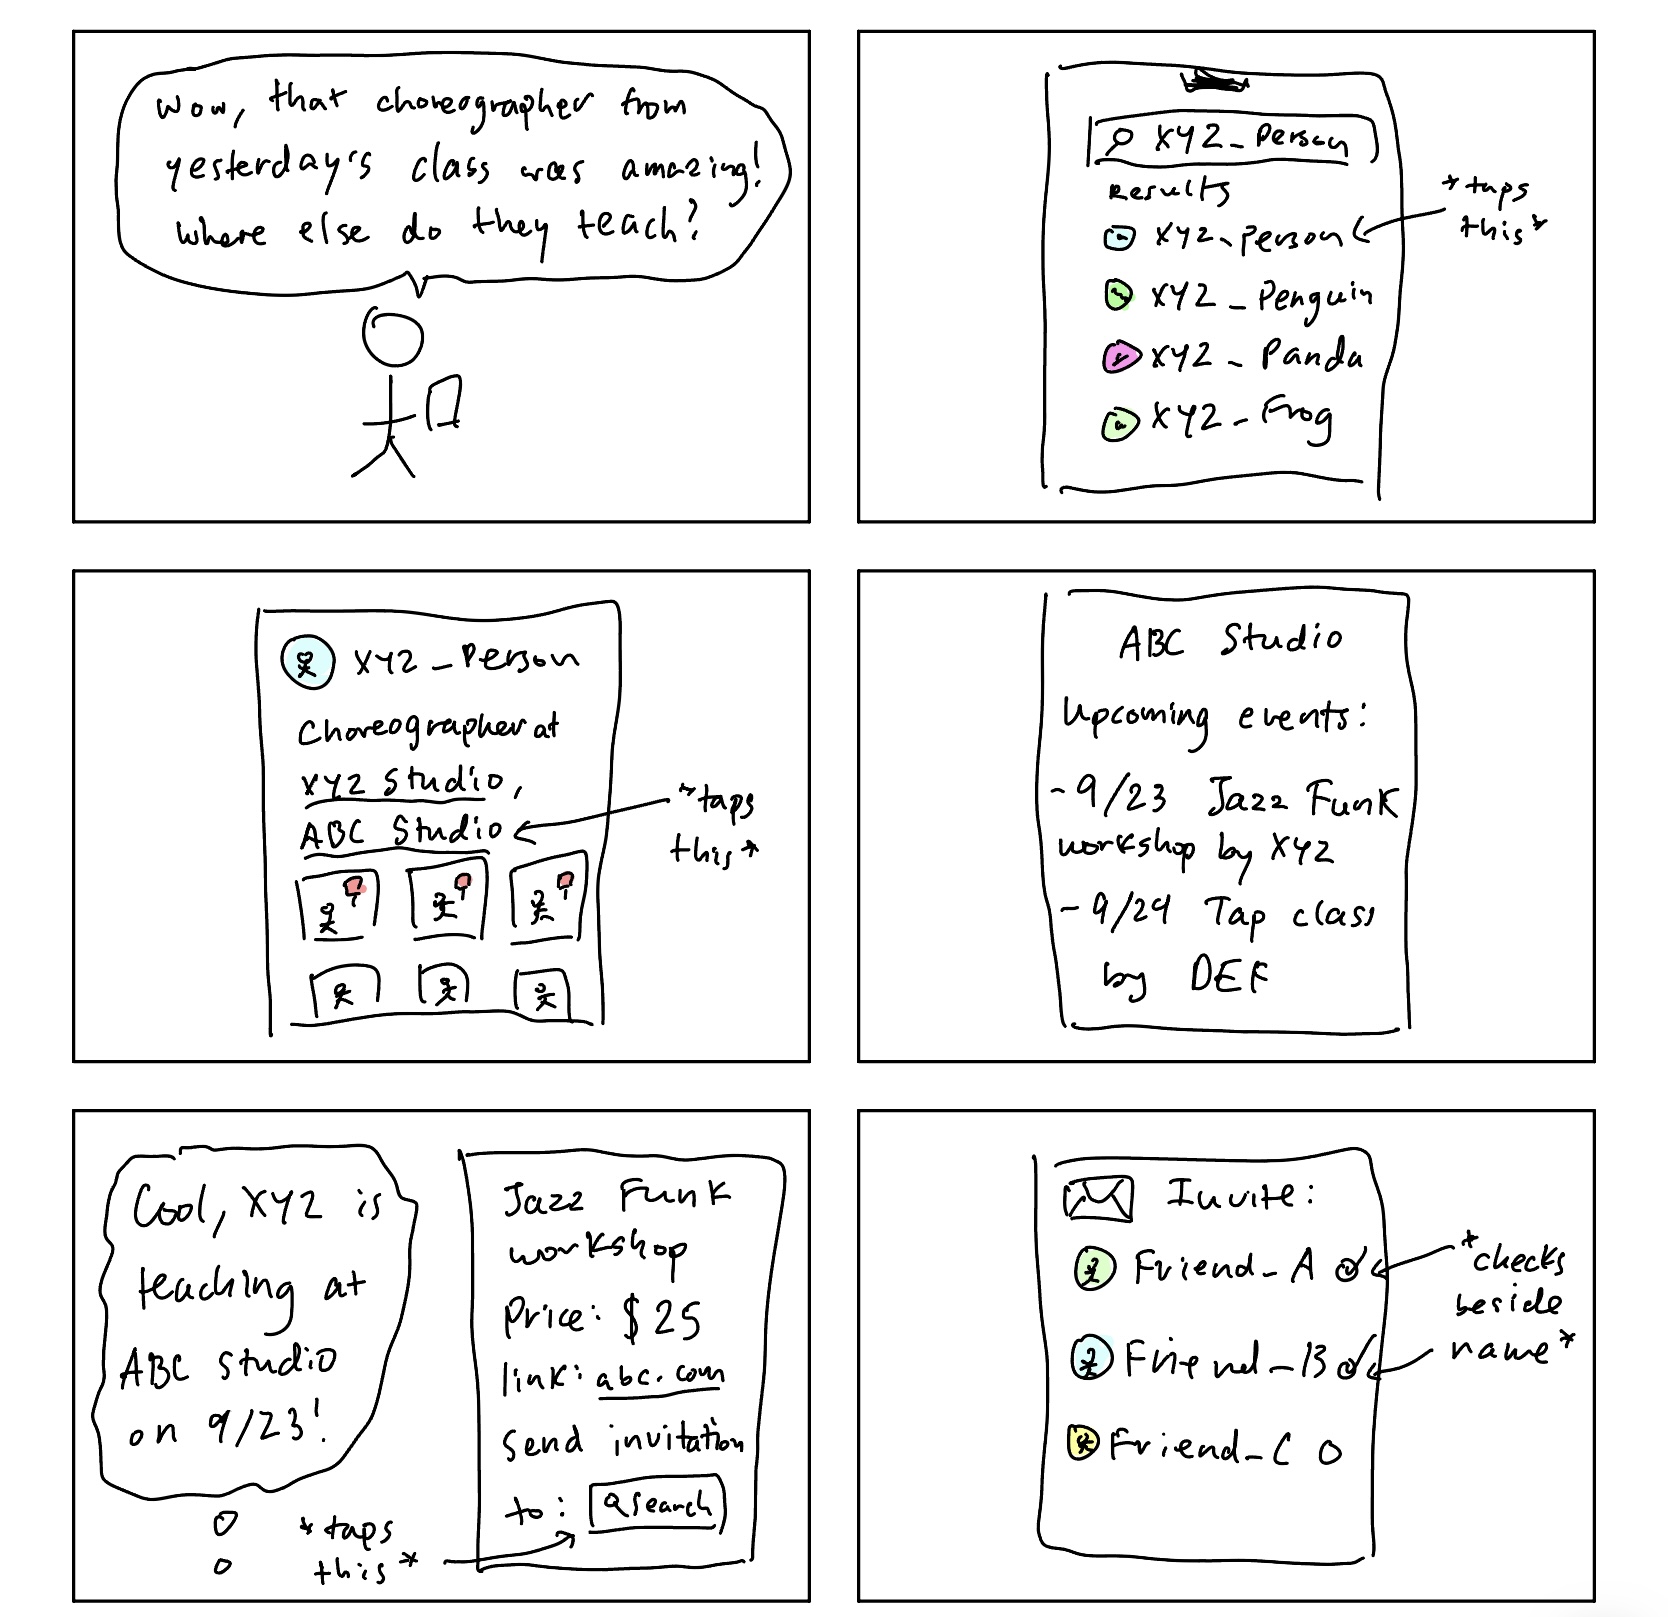 Wow, that choreographer from
yesterday's class was amazing!
Where else do they teach?
XYZ_Person
Results
XYZ_Person
XYZ_Penguin
XYZ_Panda
XYZ_Frog
*taps
this*
XYZ_Person
Choreographer at
XYZ Studio,
ABC Studio
*taps
this*
ABC Studio
Upcoming events:
-9/23 Jazz Funk
workshop by XYZ
-9/24 Tap class
by DEF
Cool, XYZ is
teaching at
ABC studio
on 9/23!
Jazz Funk
workshop
Price: $25
link: abc.com
Send invitation
to: search
*taps
this*
Invite:
Friend_A
Friend_B
Friend_C
*checks
beside
name*